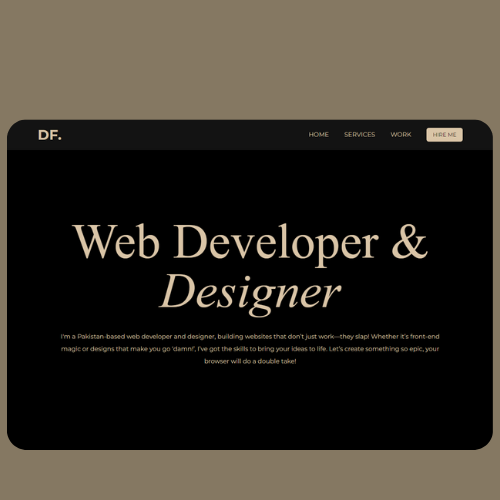 DF.
HOME SERVICES WORK HIRE ME
Web Developer &
Designer
I'm a Pakistan-based web developer and designer, building websites that don't just work—they slap! Whether it's front-end
magic or designs that make you go 'damn!', I've got the skills to bring your ideas to life. Let's create something so epic, your
browser will do a double take!